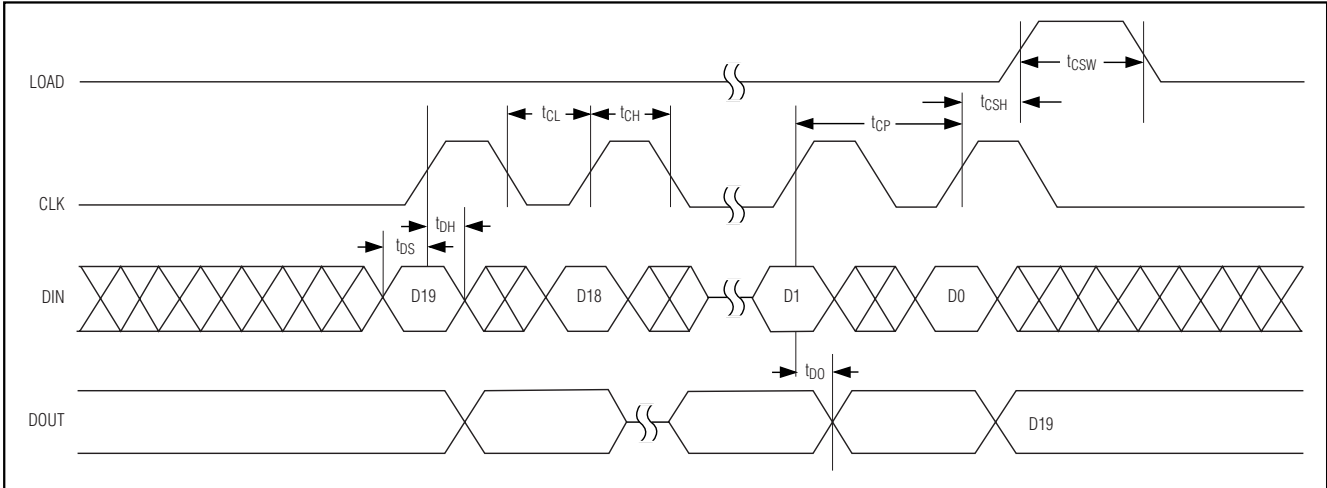 LOAD
tCSW
tCSH
tCL
tCH
tCP
CLK
tDH
tDS
DIN
D19
D18
D1
D0
tDO
DOUT
D19